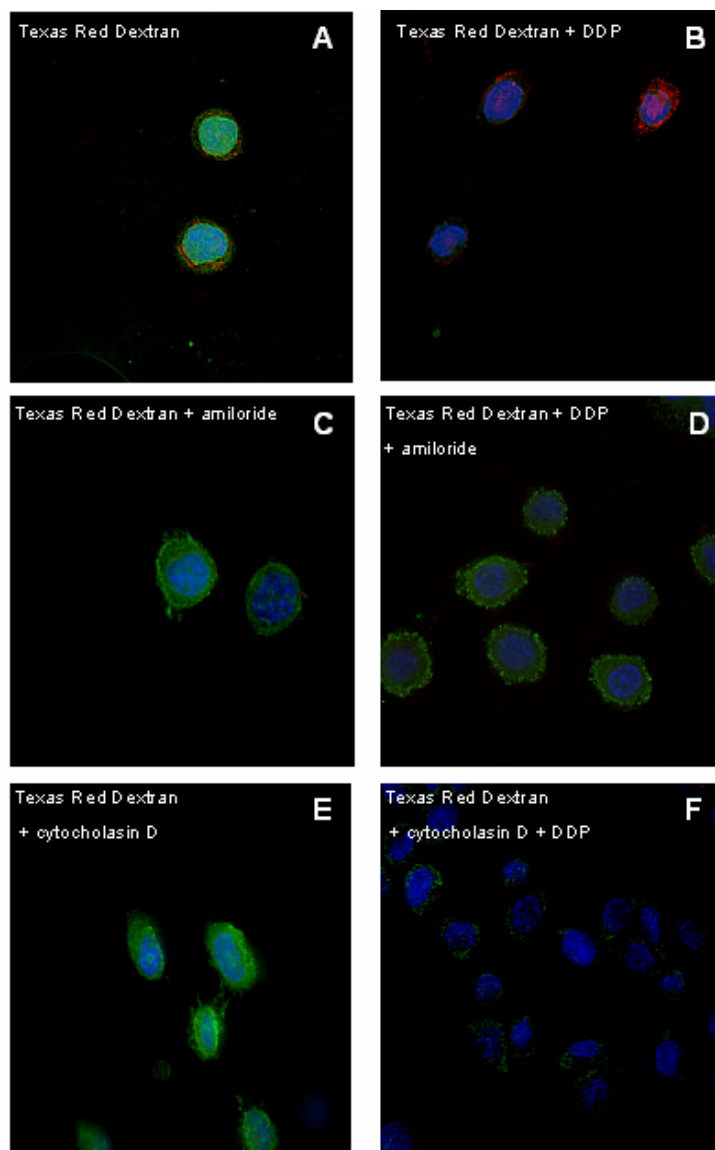 Texas Red Dextran
A
Texas Red Dextran + DDP
B
Texas Red Dextran + amiloride
C
Texas Red Dextran + DDP
+ amiloride
D
Texas Red Dextran
+ cytocholasin D
E
Texas Red Dextran
+ cytocholasin D + DDP
F